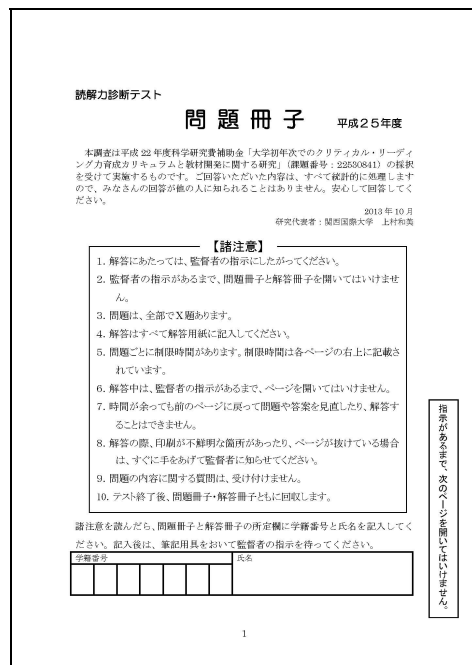 読解力診断テスト
問題冊子 平成25年度
本調査は平成 22 年度科学研究費補助金「大学初年次でのクリティカル・リーディ
ング力育成カリキュラムと教材開発に関する研究」(課題番号：22530841) の採択
を受けて実施するものです。ご回答いただいた内容は、すべて統計的に処理します
ので、みなさんの回答が他の人に知られることはありません。安心して回答してく
ださい。
2013 年 10 月
研究代表者：関西国際大学 上村和美
【諸注意】
1. 解答にあたっては、監督者の指示にしたがってください。
2. 監督者の指示があるまで、問題冊子と解答冊子を開いてはいけませ
ん。
3. 問題は、全部でX題あります。
4. 解答はすべて解答用紙に記入してください。
5. 問題ごとに制限時間があります。制限時間は各ページの右上に記載さ
れています。
6. 解答中は、監督者の指示があるまで、ページを開いてはいけません。
7. 時間が余っても前のページに戻って問題や答案を見直したり、解答す
ることはできません。
8. 解答の際、印刷が不鮮明な箇所があったり、ページが抜けている場合
は、すぐに手をあげて監督者に知らせてください。
9. 問題の内容に関する質問は、受け付けません。
10. テスト終了後、問題冊子・解答冊子ともに回収します。
指示があるまで、次のページを開いてはいけません。
諸注意を読んだら、問題冊子と解答冊子の所定欄に学籍番号と氏名を記入してく
ださい。記入後は、筆記用具をおいて監督者の指示を待ってください。
学籍番号 氏名
1